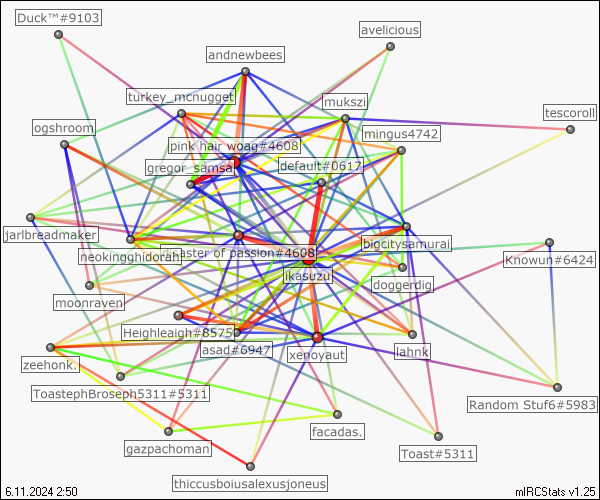 Duck™#9103
avelicious
andnewbees
turkey_mcnugget
mukszi
tescoroll
ogshroom
mingus4742
pink hair woag#4608
gregor_samsa
default#0617
jarlbreadmaker
bigcitysamurai
neokingghidorah
master of passion#4608
Knowun#6424
ikasuzu
doggerdig
moonraven
Heighleaigh#8575
asad#6947
xenoyaut
lahnk
zeehonk.
ToastephBroseph5311#5311
Random Stuf6#5983
facadas.
gazpachoman
Toast#5311
thiccusboiusalexusjoneus
6.11.2024 2:50
mIRCStats v1.25